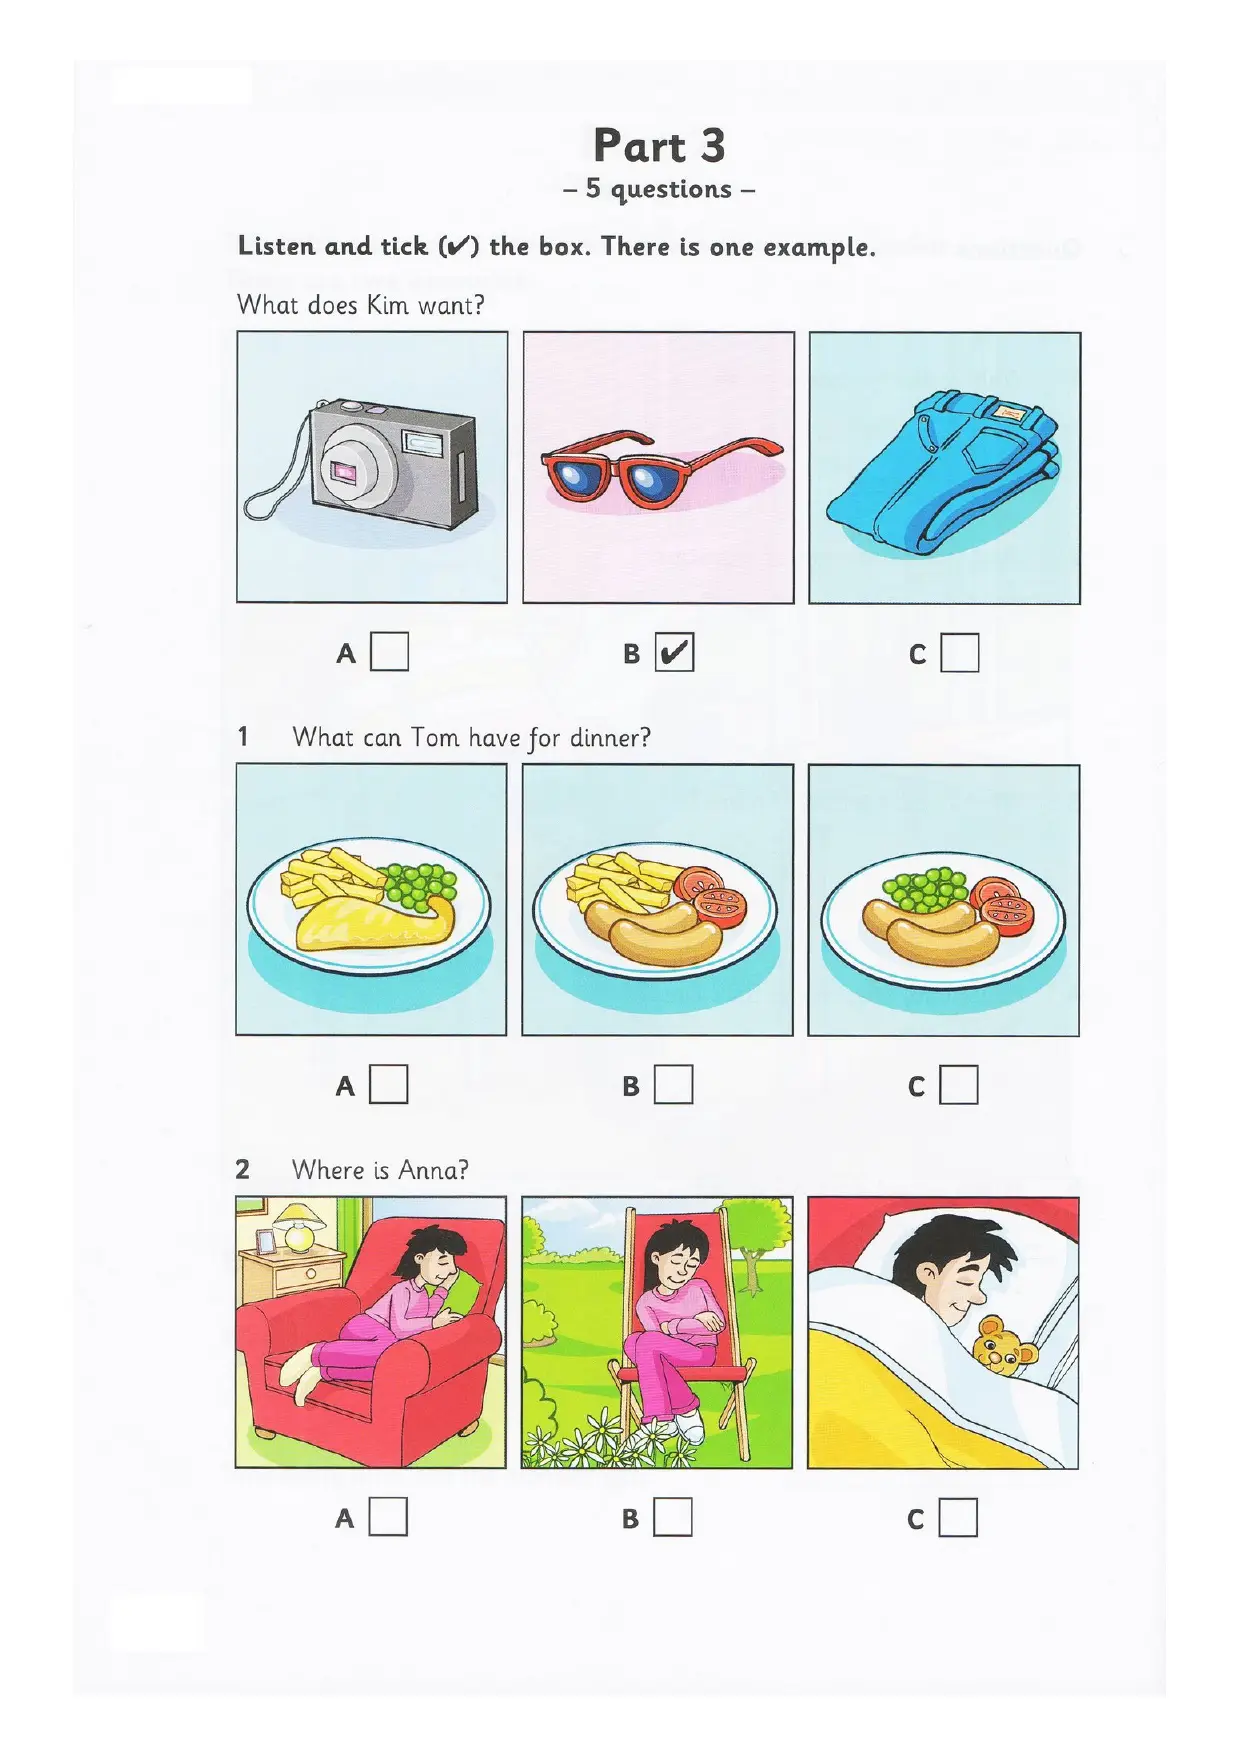 Part 3
– 5 questions –
Listen and tick (✔) the box. There is one example.
What does Kim want?
A
B ✔
C
1 What can Tom have for dinner?
A
B
C
2 Where is Anna?
A
B
C